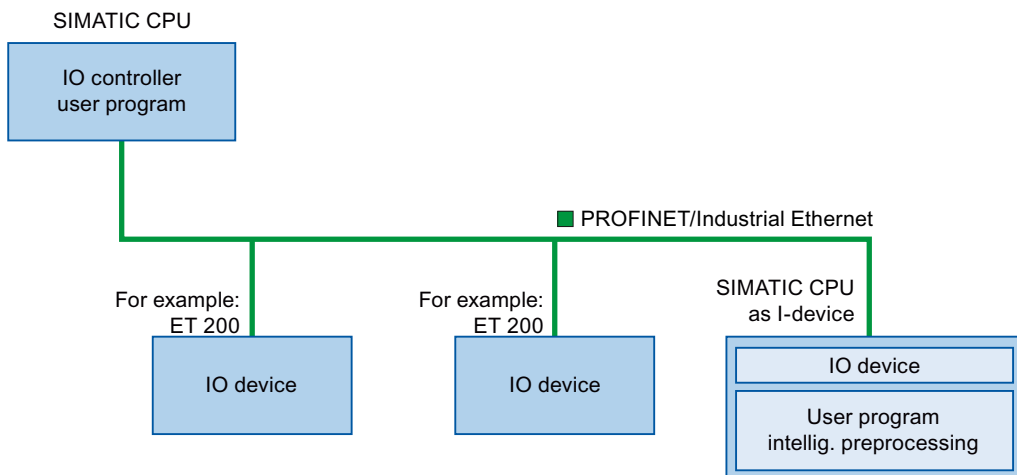 SIMATIC CPU
IO controller
user program
PROFINET/Industrial Ethernet
For example:
ET 200
IO device
For example:
ET 200
IO device
SIMATIC CPU
as I-device
IO device
User program
intellig. preprocessing